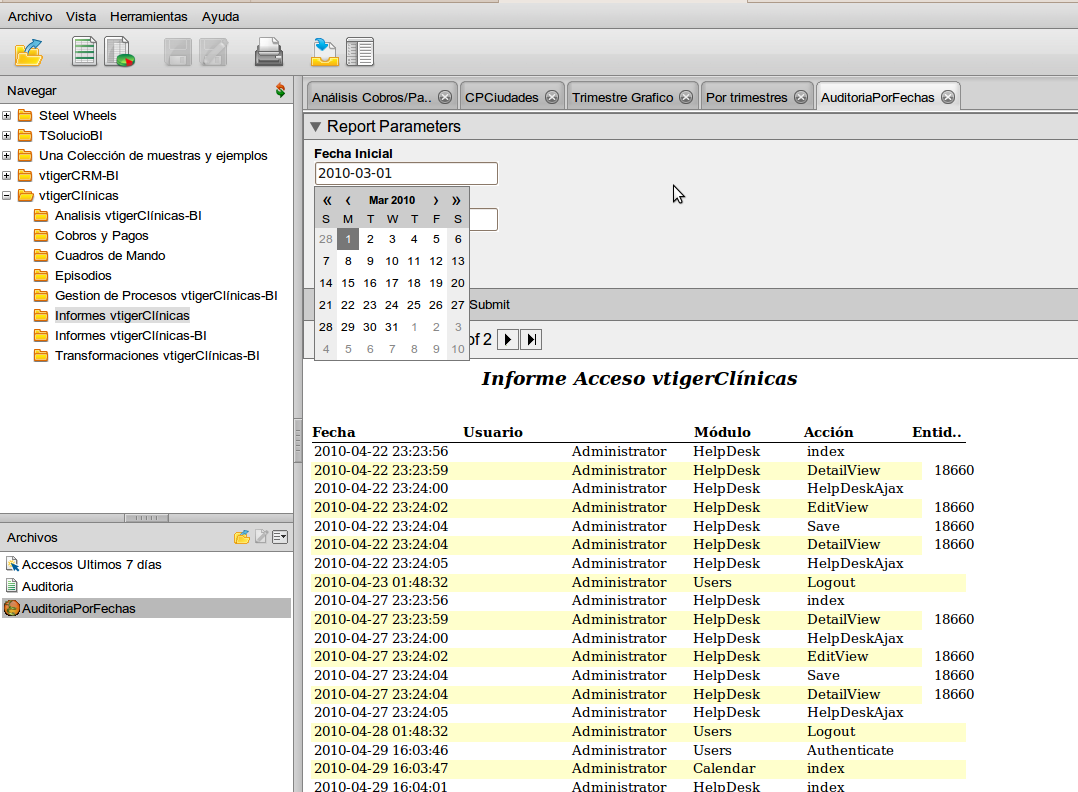 Archivo Vista Herramientas Ayuda
Navegar
Steel Wheels
TSolucioBI
Una Colección de muestras y ejemplos
vtigerCRM-BI
vtigerClínicas
Analisis vtigerClínicas-BI
Cobros y Pagos
Cuadros de Mando
Episodios
Gestion de Procesos vtigerClínicas-BI
Informes vtigerClínicas
Informes vtigerClínicas-BI
Transformaciones vtigerClínicas-BI
Archivos
Accesos Ultimos 7 días
Auditoria
AuditoriaPorFechas
Análisis Cobros/Pa.. CPCiudades Trimestre Grafico Por trimestres AuditoriaPorFechas
Report Parameters
Fecha Inicial
2010-03-01
« ‹ Mar 2010 › »
S M T W T F S
28 1 2 3 4 5 6
7 8 9 10 11 12 13
14 15 16 17 18 19 20
21 22 23 24 25 26 27
28 29 30 31 1 2 3
4 5 6 7 8 9 10
Submit
of 2
Informe Acceso vtigerClínicas
Fecha Usuario Módulo Acción Entid..
2010-04-22 23:23:56 Administrator HelpDesk index
2010-04-22 23:23:59 Administrator HelpDesk DetailView 18660
2010-04-22 23:24:00 Administrator HelpDesk HelpDeskAjax
2010-04-22 23:24:02 Administrator HelpDesk EditView 18660
2010-04-22 23:24:04 Administrator HelpDesk Save 18660
2010-04-22 23:24:04 Administrator HelpDesk DetailView 18660
2010-04-22 23:24:05 Administrator HelpDesk HelpDeskAjax
2010-04-23 01:48:32 Administrator Users Logout
2010-04-27 23:23:56 Administrator HelpDesk index
2010-04-27 23:23:59 Administrator HelpDesk DetailView 18660
2010-04-27 23:24:00 Administrator HelpDesk HelpDeskAjax
2010-04-27 23:24:02 Administrator HelpDesk EditView 18660
2010-04-27 23:24:04 Administrator HelpDesk Save 18660
2010-04-27 23:24:04 Administrator HelpDesk DetailView 18660
2010-04-27 23:24:05 Administrator HelpDesk HelpDeskAjax
2010-04-28 01:48:32 Administrator Users Logout
2010-04-29 16:03:46 Administrator Users Authenticate
2010-04-29 16:03:47 Administrator Calendar index
2010-04-29 16:04:01 Administrator HelpDesk index